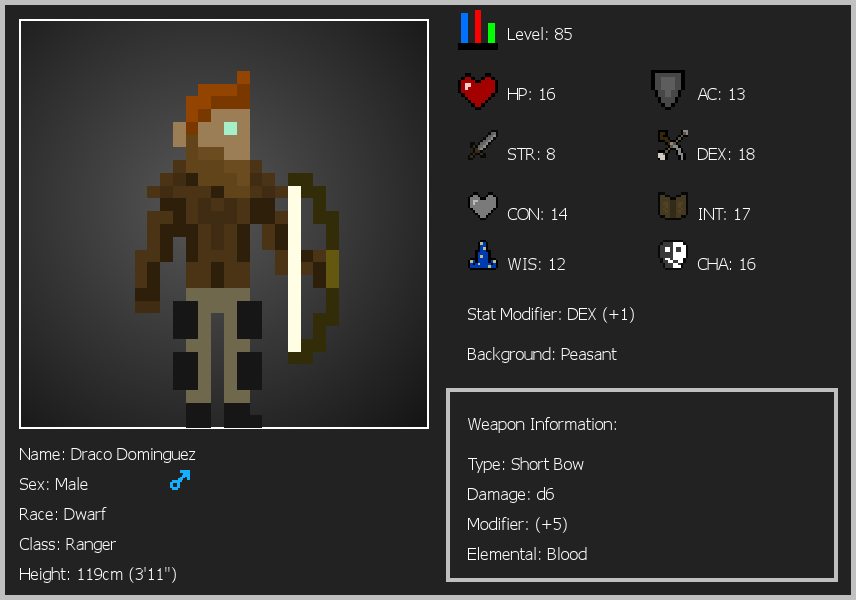 Level: 85
HP: 16
AC: 13
STR: 8
DEX: 18
CON: 14
INT: 17
WIS: 12
CHA: 16
Stat Modifier: DEX (+1)
Background: Peasant
Weapon Information:
Type: Short Bow
Damage: d6
Modifier: (+5)
Elemental: Blood
Name: Draco Dominguez
Sex: Male
Race: Dwarf
Class: Ranger
Height: 119cm (3'11")